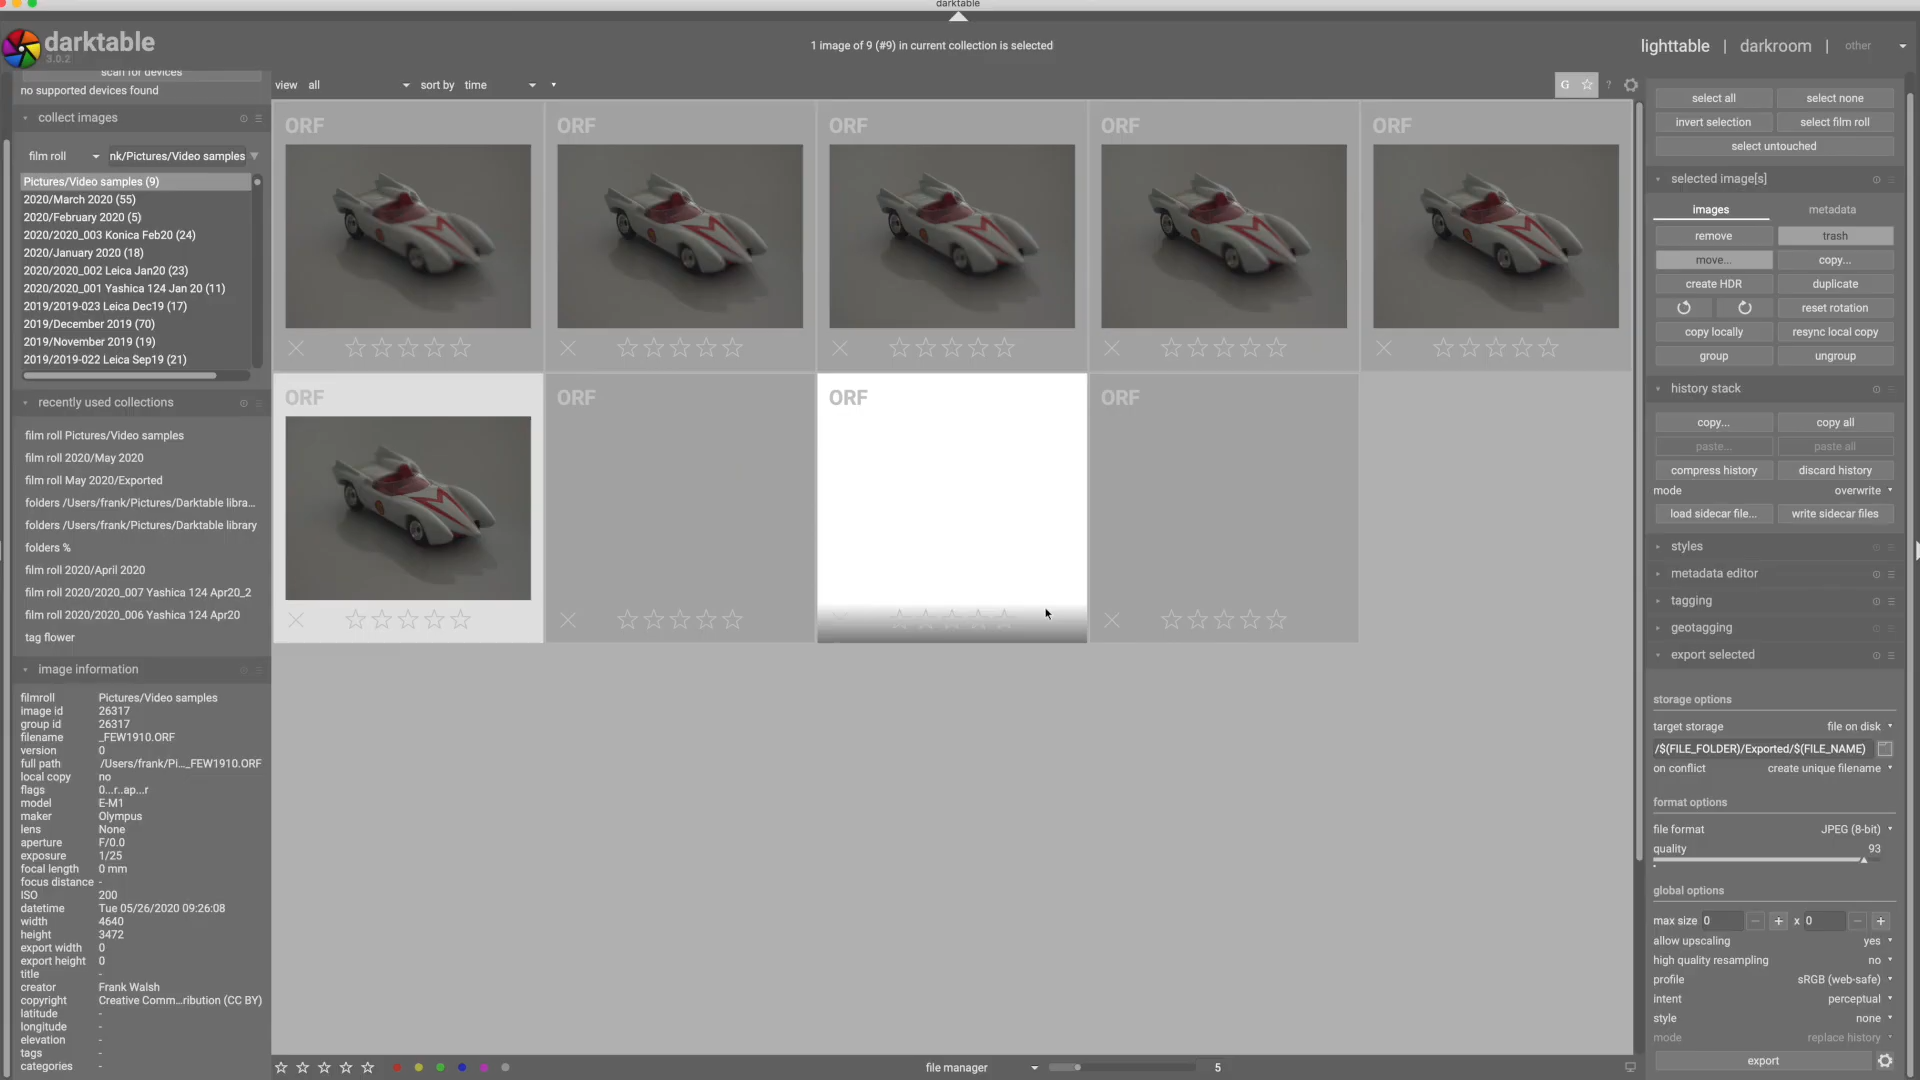 darktable
darktable
3.0.2
1 image of 9 (#9) in current collection is selected
lighttable | darkroom | other
scan for devices
no supported devices found
view all sort by time
G ?
collect images
film roll nk/Pictures/Video samples
Pictures/Video samples (9)
2020/March 2020 (55)
2020/February 2020 (5)
2020/2020_003 Konica Feb20 (24)
2020/January 2020 (18)
2020/2020_002 Leica Jan20 (23)
2020/2020_001 Yashica 124 Jan 20 (11)
2019/2019-023 Leica Dec19 (17)
2019/December 2019 (70)
2019/November 2019 (19)
2019/2019-022 Leica Sep19 (21)
recently used collections
film roll Pictures/Video samples
film roll 2020/May 2020
film roll May 2020/Exported
folders /Users/frank/Pictures/Darktable libra...
folders /Users/frank/Pictures/Darktable library
folders %
film roll 2020/April 2020
film roll 2020/2020_007 Yashica 124 Apr20_2
film roll 2020/2020_006 Yashica 124 Apr20
tag flower
image information
filmroll Pictures/Video samples
image id 26317
group id 26317
filename _FEW1910.ORF
version 0
full path /Users/frank/Pi..._FEW1910.ORF
local copy no
flags 0...r..ap...r
model E-M1
maker Olympus
lens None
aperture F/0.0
exposure 1/25
focal length 0 mm
focus distance -
ISO 200
datetime Tue 05/26/2020 09:26:08
width 4640
height 3472
export width 0
export height 0
title -
creator Frank Walsh
copyright Creative Comm...ribution (CC BY)
latitude -
longitude -
elevation -
tags -
categories -
ORF ORF ORF ORF ORF
ORF ORF ORF ORF
file manager 5
select all select none
invert selection select film roll
select untouched
selected image[s]
images metadata
remove trash
move... copy...
create HDR duplicate
reset rotation
copy locally resync local copy
group ungroup
history stack
copy... copy all
paste... paste all
compress history discard history
mode overwrite
load sidecar file... write sidecar files
styles
metadata editor
tagging
geotagging
export selected
storage options
target storage file on disk
/$(FILE_FOLDER)/Exported/$(FILE_NAME)
on conflict create unique filename
format options
file format JPEG (8-bit)
quality 93
global options
max size 0 − + x 0 − +
allow upscaling yes
high quality resampling no
profile sRGB (web-safe)
intent perceptual
style none
mode replace history
export